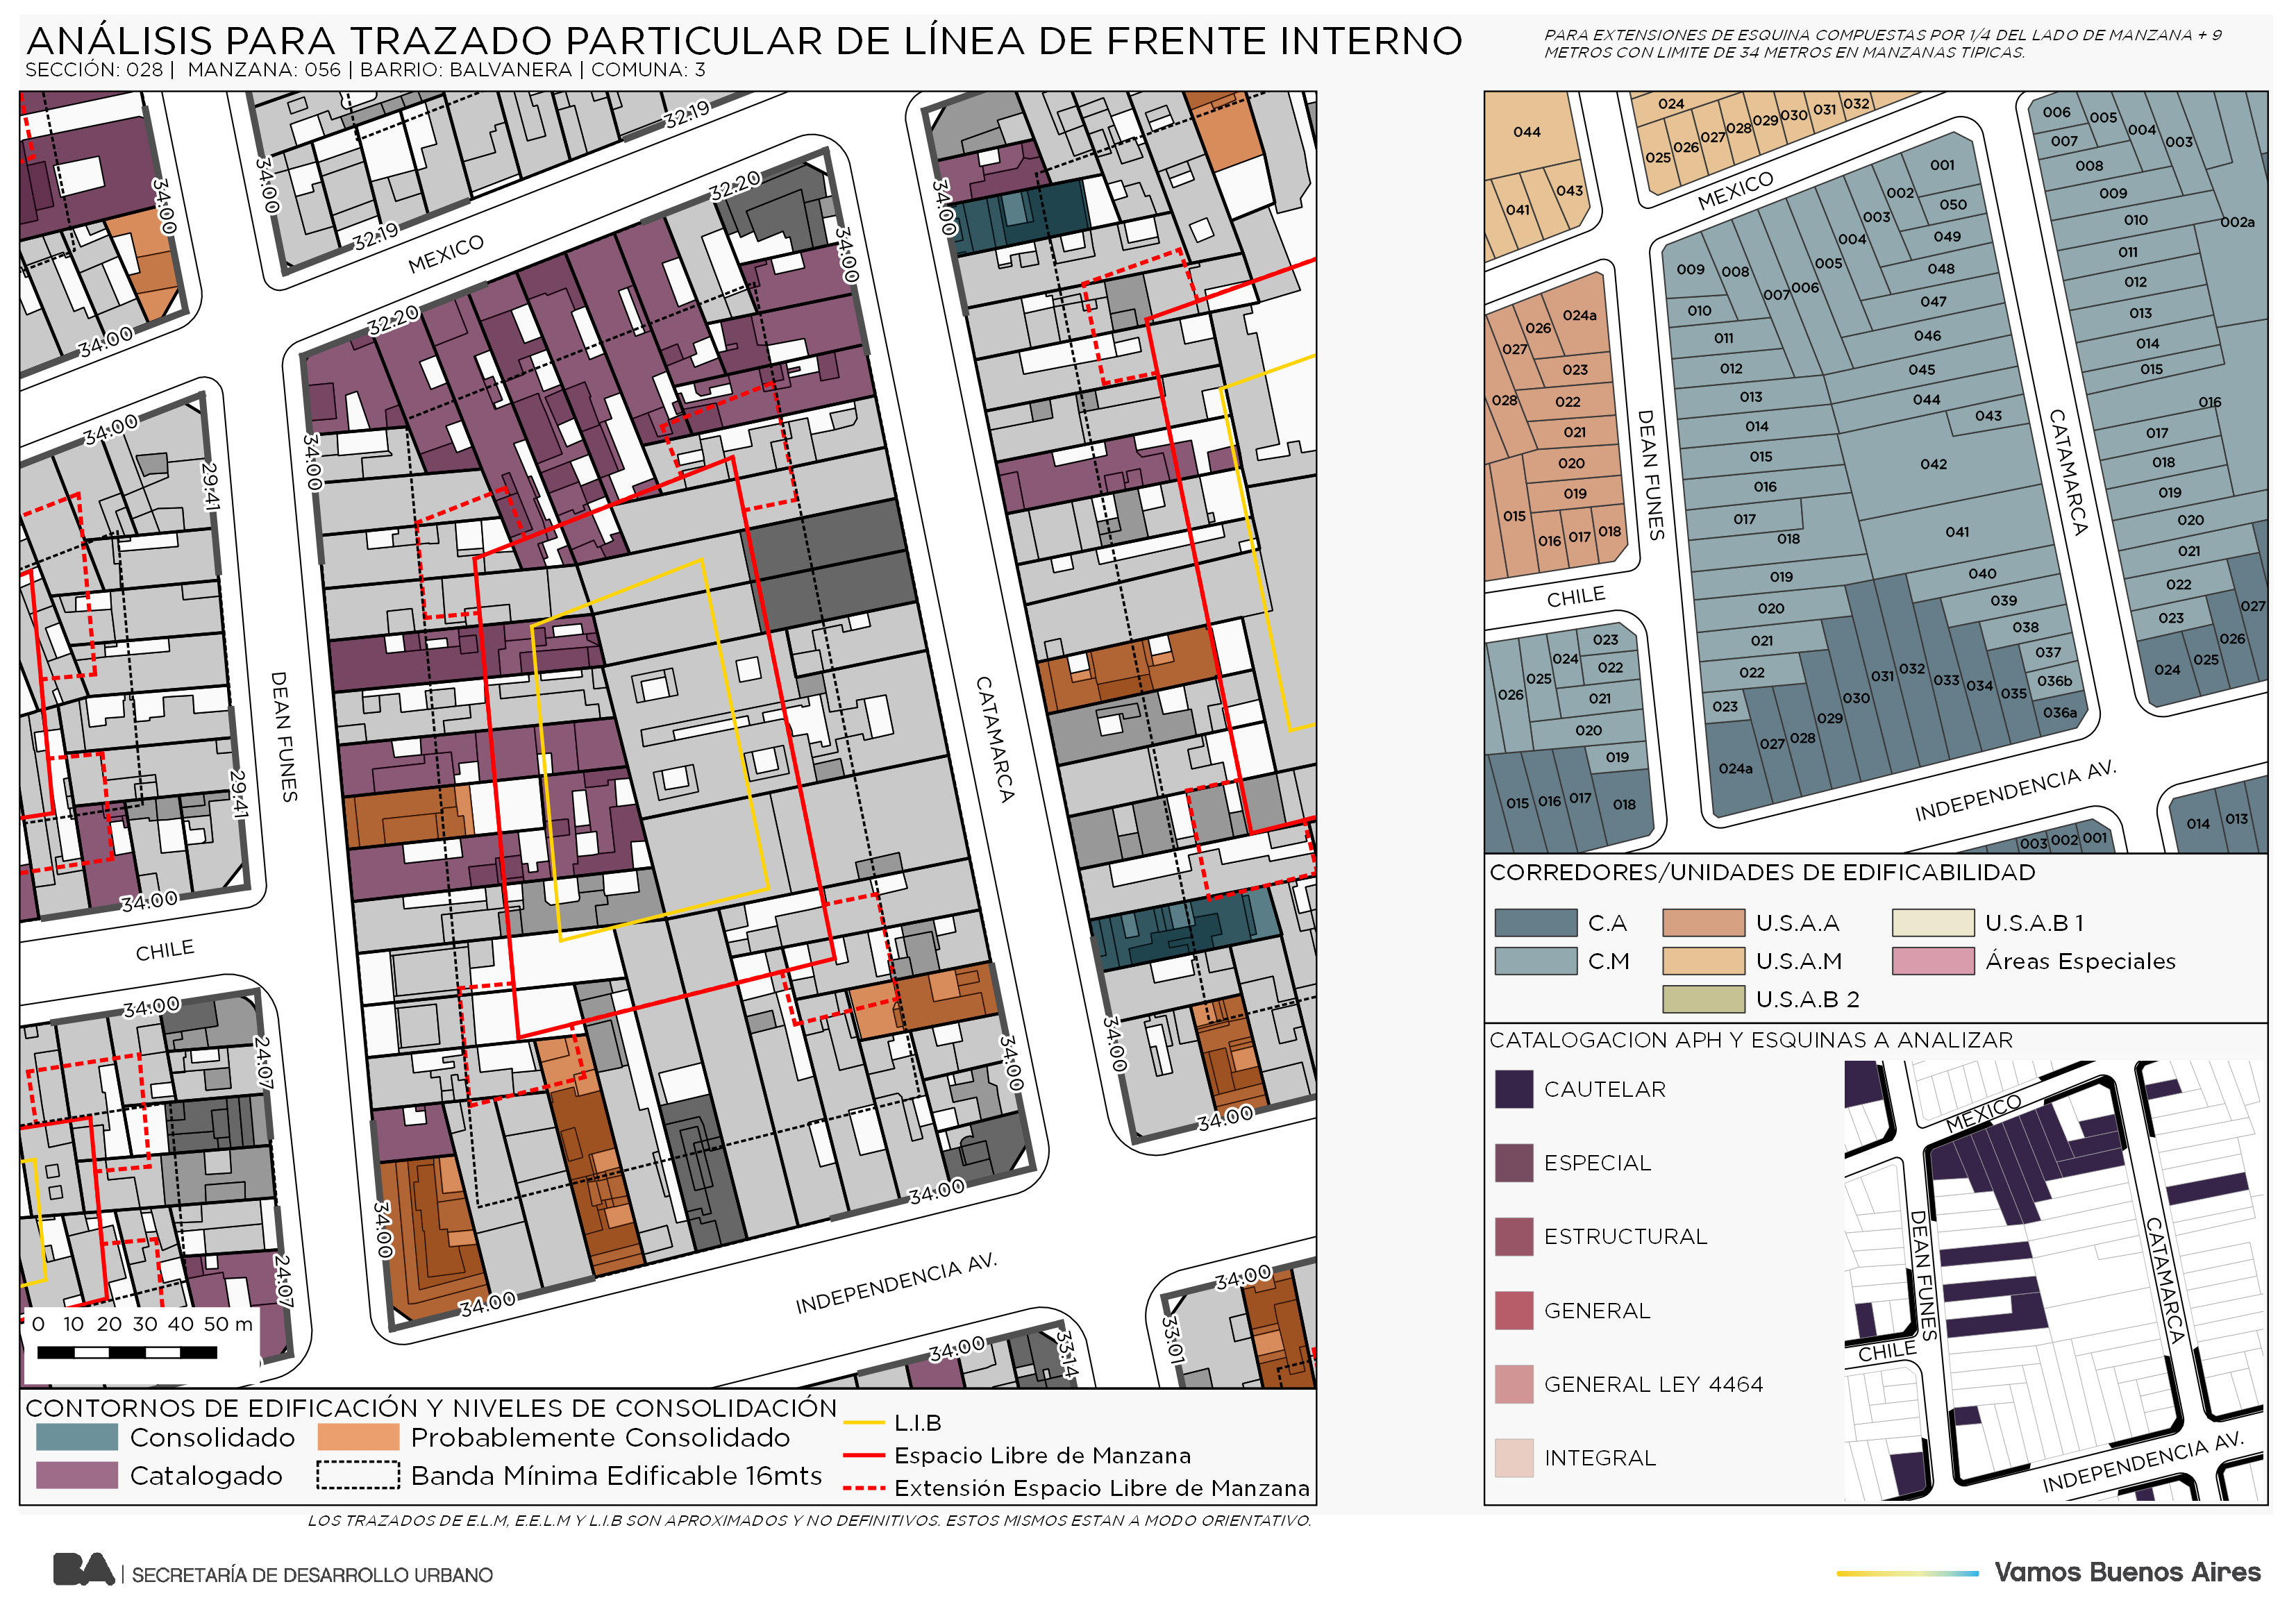 ANÁLISIS PARA TRAZADO PARTICULAR DE LÍNEA DE FRENTE INTERNO
SECCIÓN: 028 | MANZANA: 056 | BARRIO: BALVANERA | COMUNA: 3
PARA EXTENSIONES DE ESQUINA COMPUESTAS POR 1/4 DEL LADO DE MANZANA + 9
METROS CON LIMITE DE 34 METROS EN MANZANAS TIPICAS.
32.19
34.00
34.00
32.19
MEXICO
32.20
34.00
34.00
34.00
32.20
34.00
34.00
29.41
DEAN FUNES
CATAMARCA
29.41
34.00
CHILE
34.00
24.07
34.00
34.00
34.00
34.00
34.00
24.07
34.00
INDEPENDENCIA AV.
34.00
34.00
33.14
33.01
0 10 20 30 40 50 m
CONTORNOS DE EDIFICACIÓN Y NIVELES DE CONSOLIDACIÓN
Consolidado
Probablemente Consolidado
Catalogado
Banda Mínima Edificable 16mts
L.I.B
Espacio Libre de Manzana
Extensión Espacio Libre de Manzana
LOS TRAZADOS DE E.L.M, E.E.L.M Y L.I.B SON APROXIMADOS Y NO DEFINITIVOS. ESTOS MISMOS ESTAN A MODO ORIENTATIVO.
044
043
041
024
025
026
027
028
029
030
031
032
MEXICO
006
005
004
003
007
008
009
010
002a
011
012
013
014
015
016
017
018
019
020
021
022
023
024
025
026
027
001
002
003
004
005
006
007
008
009
010
011
012
013
014
015
016
017
018
019
020
021
022
023
024a
027
028
029
030
031
032
033
034
035
036a
036b
037
038
039
040
041
042
043
044
045
046
047
048
049
050
024a
026
027
023
028
022
021
020
019
015
016
017
018
DEAN FUNES
CATAMARCA
CHILE
023
024
022
025
026
021
020
019
015
016
017
018
INDEPENDENCIA AV.
003
002
001
014
013
CORREDORES/UNIDADES DE EDIFICABILIDAD
C.A
U.S.A.A
U.S.A.B 1
C.M
U.S.A.M
Áreas Especiales
U.S.A.B 2
CATALOGACION APH Y ESQUINAS A ANALIZAR
CAUTELAR
ESPECIAL
ESTRUCTURAL
GENERAL
GENERAL LEY 4464
INTEGRAL
MEXICO
DEAN FUNES
CATAMARCA
CHILE
INDEPENDENCIA AV.
BA | SECRETARÍA DE DESARROLLO URBANO
Vamos Buenos Aires